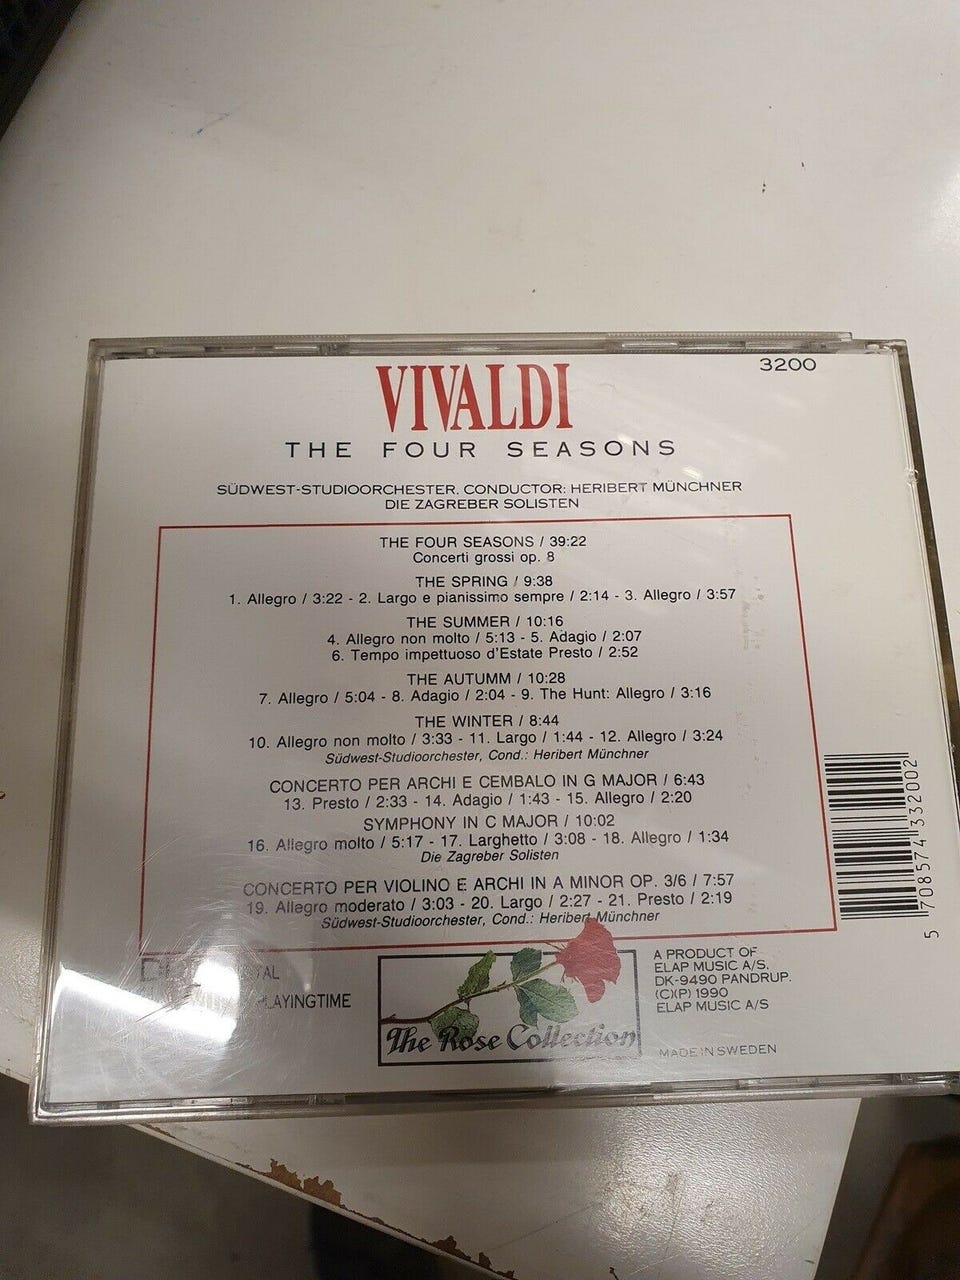 3200
VIVALDI
THE FOUR SEASONS
SÜDWEST-STUDIOORCHESTER. CONDUCTOR: HERIBERT MÜNCHNER
DIE ZAGREBER SOLISTEN
THE FOUR SEASONS / 39:22
Concerti grossi op. 8
THE SPRING / 9:38
1. Allegro / 3:22 - 2. Largo e pianissimo sempre / 2:14 - 3. Allegro / 3:57
THE SUMMER / 10:16
4. Allegro non molto / 5:13 - 5. Adagio / 2:07
6. Tempo impettuoso d'Estate Presto / 2:52
THE AUTUMM / 10:28
7. Allegro / 5:04 - 8. Adagio / 2:04 - 9. The Hunt: Allegro / 3:16
THE WINTER / 8:44
10. Allegro non molto / 3:33 - 11. Largo / 1:44 - 12. Allegro / 3:24
Südwest-Studioorchester, Cond.: Heribert Münchner
CONCERTO PER ARCHI E CEMBALO IN G MAJOR / 6:43
13. Presto / 2:33 - 14. Adagio / 1:43 - 15. Allegro / 2:20
SYMPHONY IN C MAJOR / 10:02
16. Allegro molto / 5:17 - 17. Larghetto / 3:08 - 18. Allegro / 1:34
Die Zagreber Solisten
CONCERTO PER VIOLINO E ARCHI IN A MINOR OP. 3/6 / 7:57
19. Allegro moderato / 3:03 - 20. Largo / 2:27 - 21. Presto / 2:19
Südwest-Studioorchester, Cond.: Heribert Münchner
5 708574 332002
PLAYINGTIME
The Rose Collection
A PRODUCT OF
ELAP MUSIC A/S,
DK-9490 PANDRUP.
(C)(P) 1990
ELAP MUSIC A/S
MADE IN SWEDEN